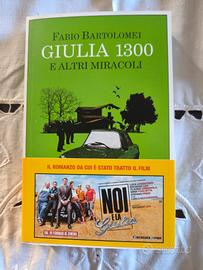 FABIO BARTOLOMEI
GIULIA 1300
E ALTRI MIRACOLI
IL ROMANZO DA CUI È STATO TRATTO IL FILM
NOI
E LA
Giulia